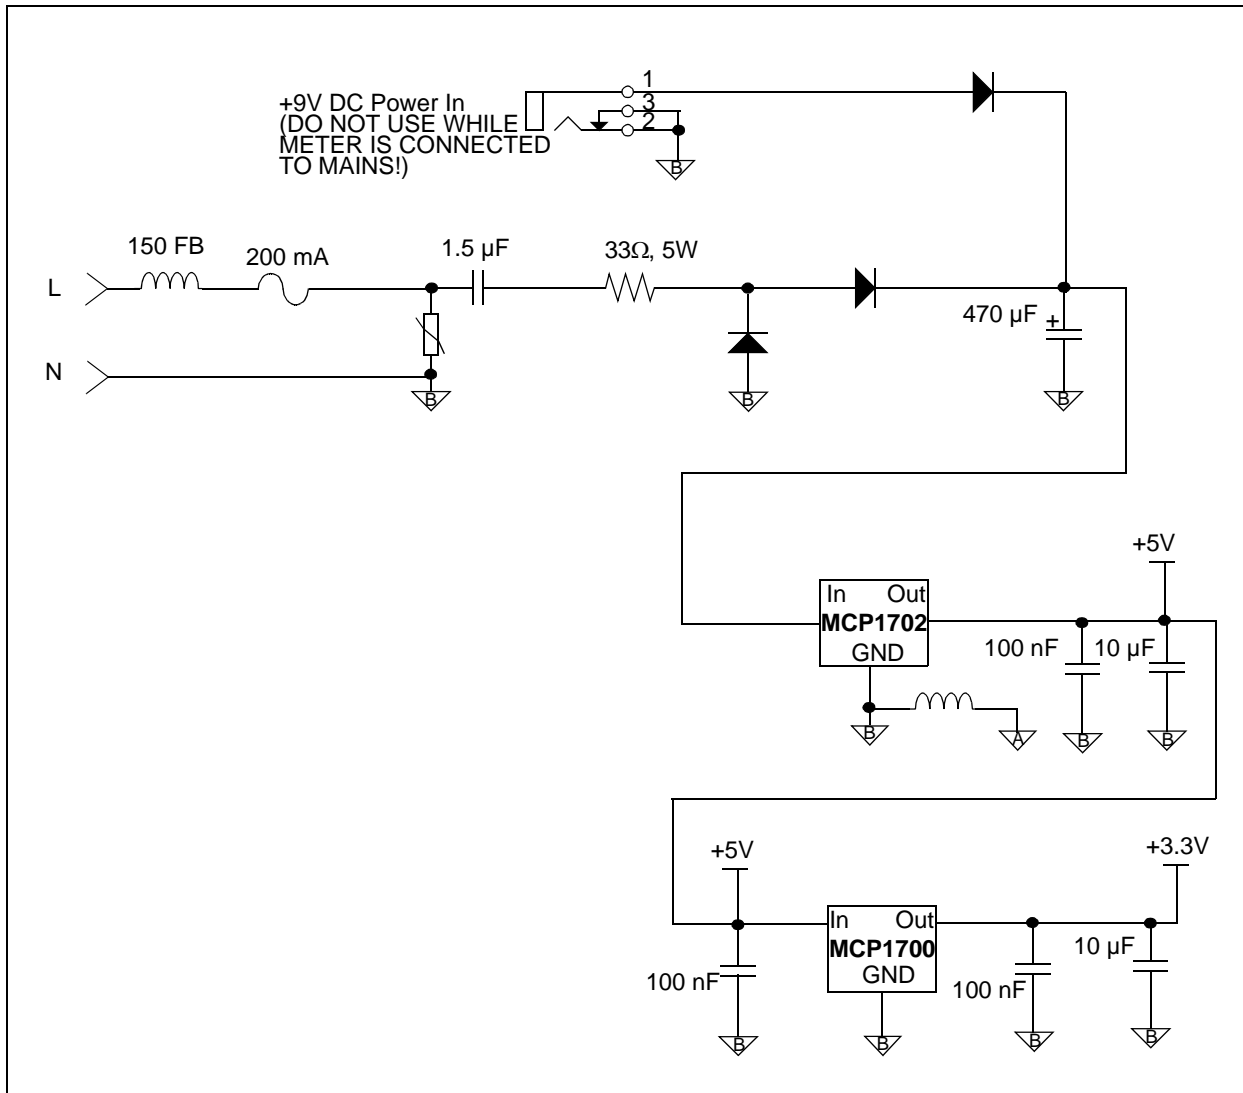 1
+9V DC Power In
3
(DO NOT USE WHILE
2
METER IS CONNECTED
TO MAINS!)
B
150 FB
200 mA
1.5 µF
33Ω, 5W
L
470 µF
+
N
B
B
B
+5V
In Out
MCP1702
GND
100 nF
10 µF
B
A
B
B
+5V
+3.3V
In Out
MCP1700
GND
100 nF
100 nF
10 µF
B
B
B
B